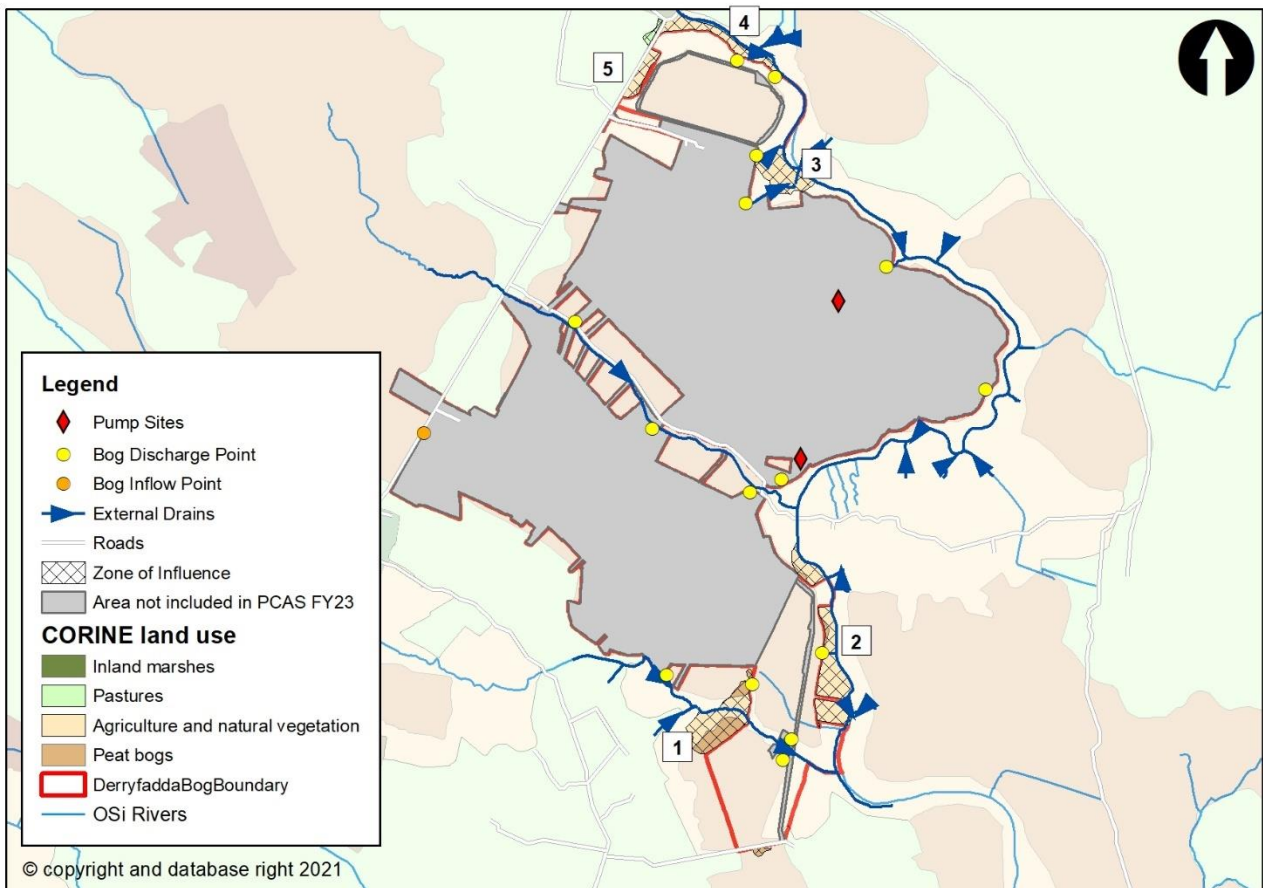 4
5
3
Legend
Pump Sites
Bog Discharge Point
Bog Inflow Point
External Drains
Roads
Zone of Influence
Area not included in PCAS FY23
CORINE land use
Inland marshes
Pastures
Agriculture and natural vegetation
Peat bogs
DerryfaddaBogBoundary
OSi Rivers
2
1
© copyright and database right 2021